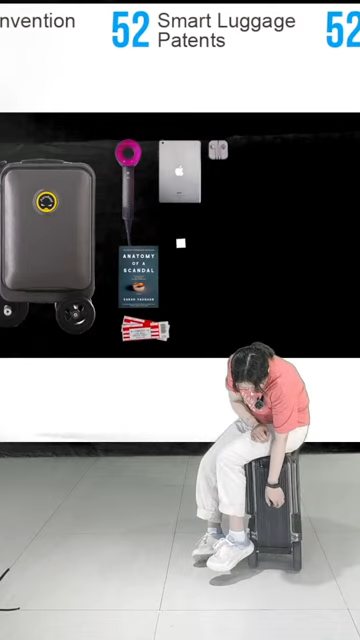 nvention
52 Smart Luggage
Patents
52
ANATOMY
OF A
SCANDAL
SARAH VAUGHAN